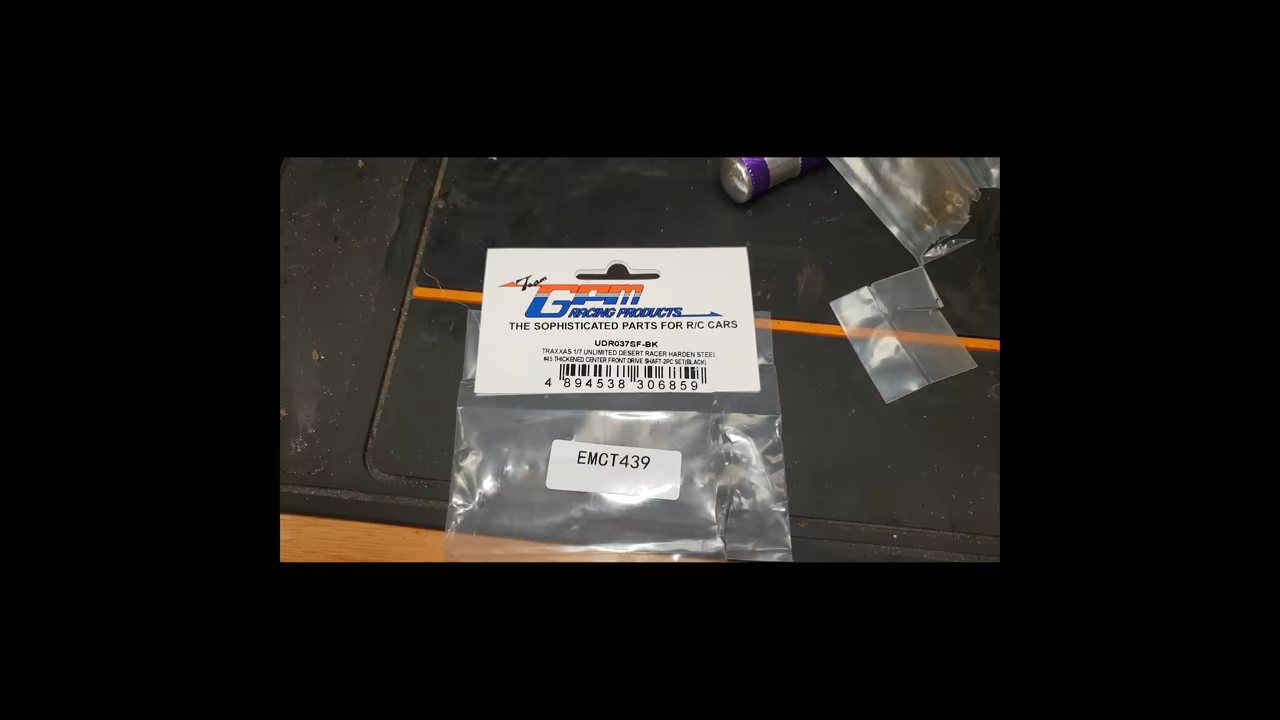 Team
GPM
RACING PRODUCTS
THE SOPHISTICATED PARTS FOR R/C CARS
UDR037SF-BK
TRAXXAS 1/7 UNLIMITED DESERT RACER HARDEN STEEL
#45 THICKENED CENTER FRONT DRIVE SHAFT-2PC SET(BLACK)
4 894538 306859
EMCT439